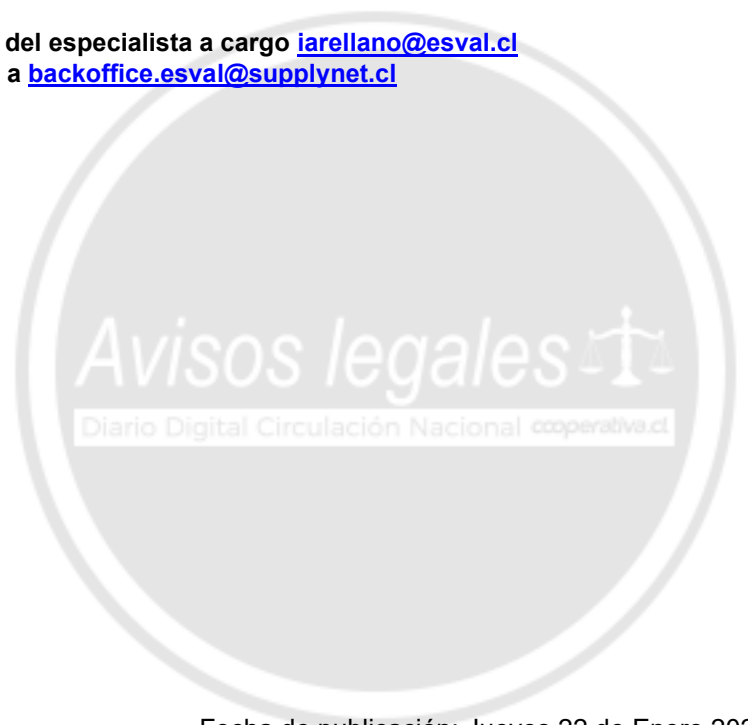 del especialista a cargo iarellano@esval.cl
a backoffice.esval@supplynet.cl
Avisos legales
Diario Digital Circulación Nacional cooperativa.cl